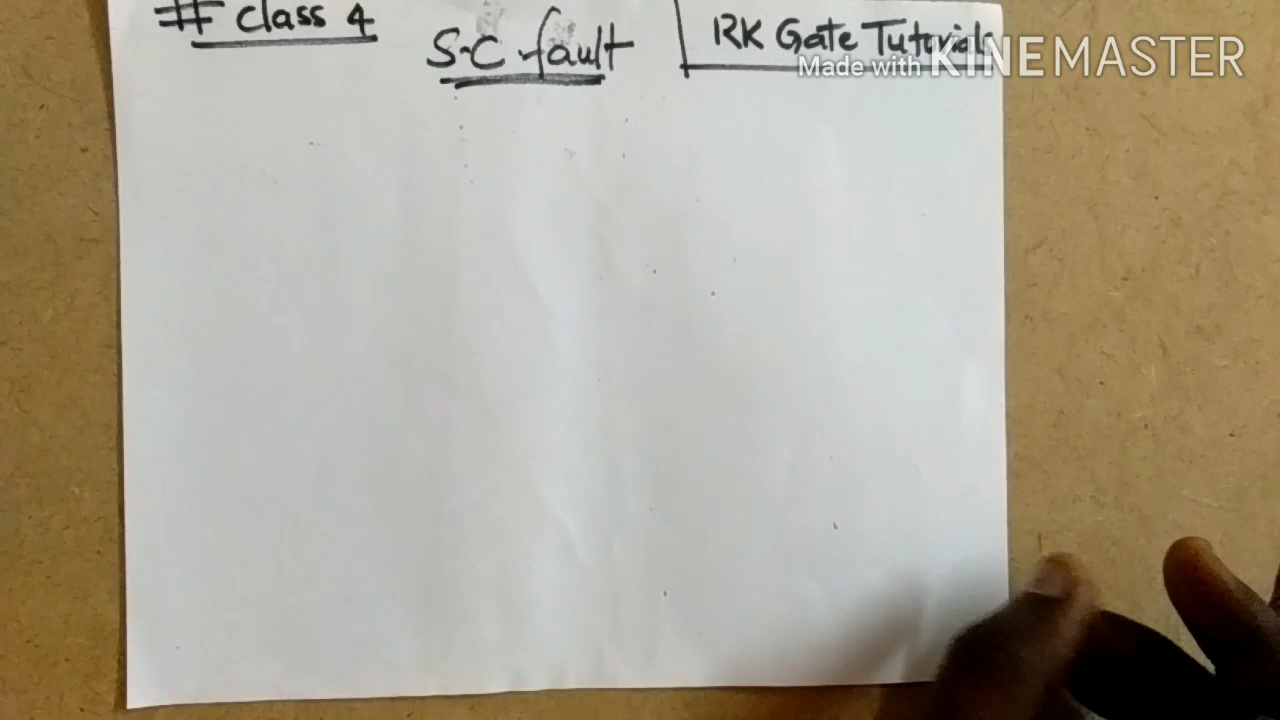 # Class 4
S-C fault
RK Gate Tutorials
Made with KINEMASTER